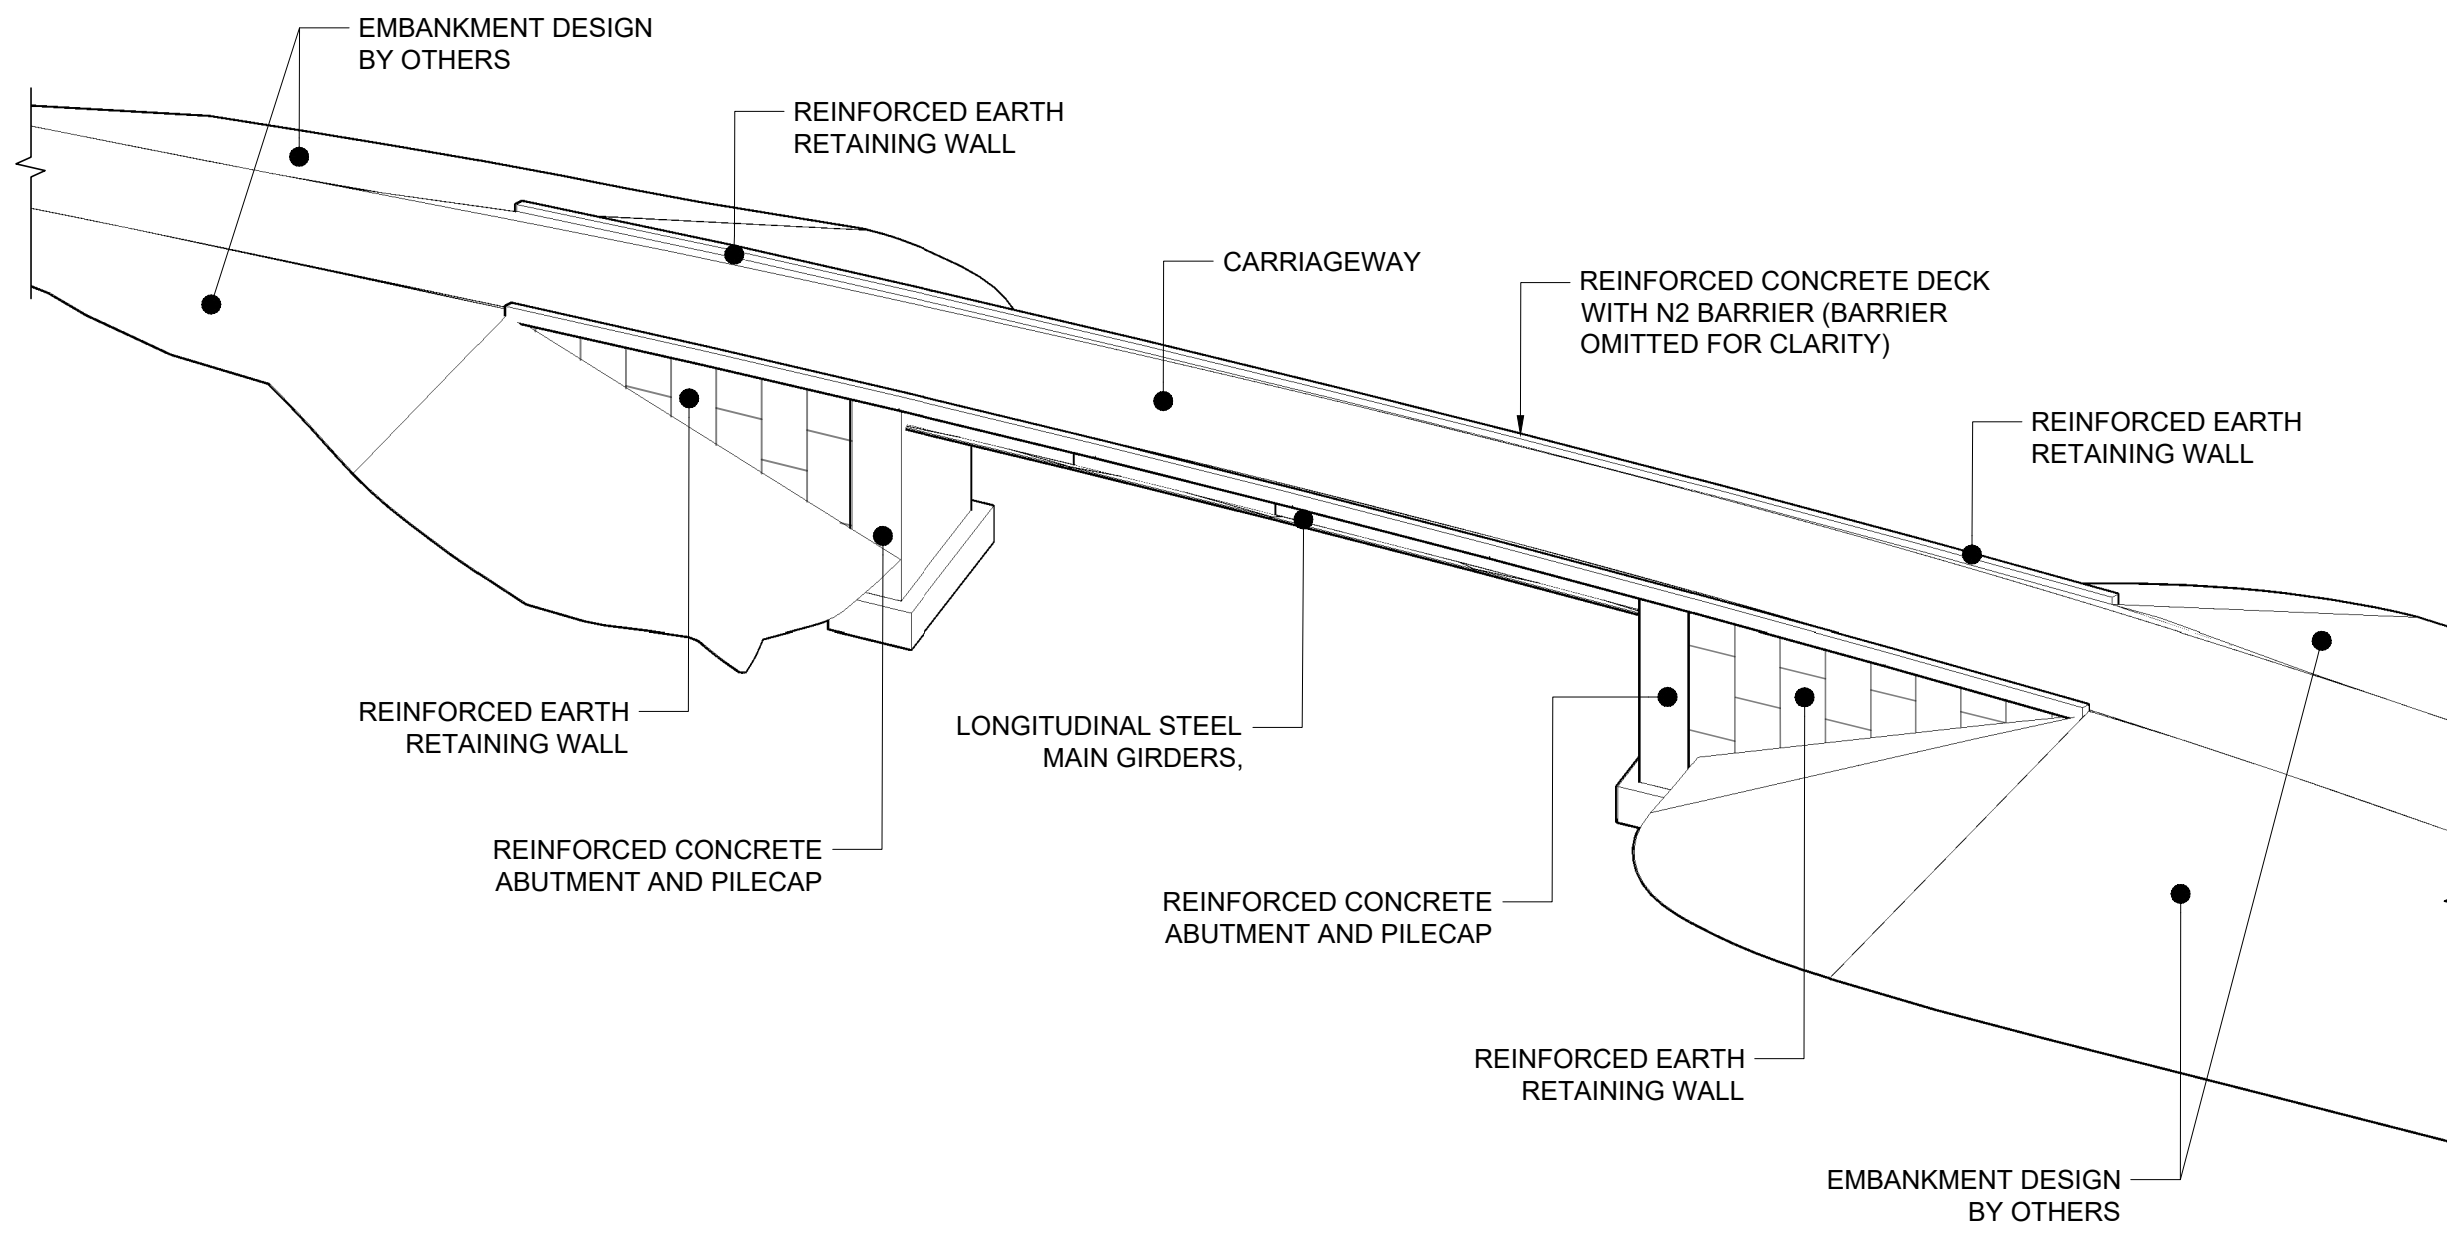 EMBANKMENT DESIGN
BY OTHERS
REINFORCED EARTH
RETAINING WALL
CARRIAGEWAY
REINFORCED CONCRETE DECK
WITH N2 BARRIER (BARRIER
OMITTED FOR CLARITY)
REINFORCED EARTH
RETAINING WALL
REINFORCED EARTH
RETAINING WALL
LONGITUDINAL STEEL
MAIN GIRDERS,
REINFORCED CONCRETE
ABUTMENT AND PILECAP
REINFORCED CONCRETE
ABUTMENT AND PILECAP
REINFORCED EARTH
RETAINING WALL
EMBANKMENT DESIGN
BY OTHERS